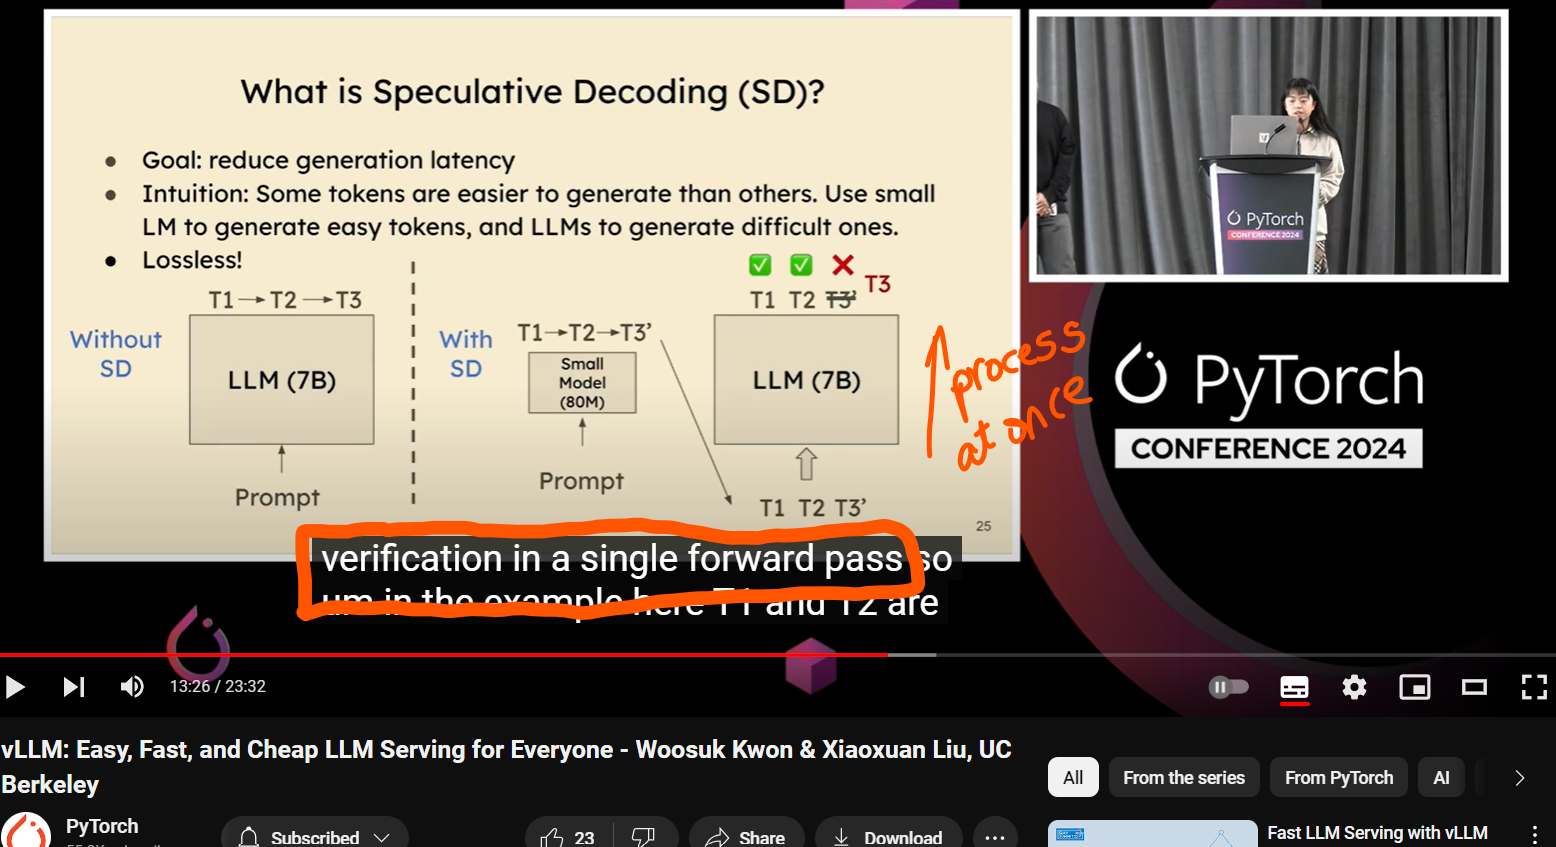 What is Speculative Decoding (SD)?
Goal: reduce generation latency
Intuition: Some tokens are easier to generate than others. Use small
LM to generate easy tokens, and LLMs to generate difficult ones.
Lossless!
T1 → T2 → T3
Without
SD
LLM (7B)
Prompt
With
SD
T1→T2→T3’
Small
Model
(80M)
Prompt
✅ ✅ ❌
T1 T2 T3’ T3
LLM (7B)
T1 T2 T3’
25
process
at once
PyTorch
CONFERENCE 2024
PyTorch
CONFERENCE 2024
verification in a single forward pass so
um in the example here T1 and T2 are
13:26 / 23:32
vLLM: Easy, Fast, and Cheap LLM Serving for Everyone - Woosuk Kwon & Xiaoxuan Liu, UC
Berkeley
PyTorch
Subscribed
23
Share
Download
All
From the series
From PyTorch
AI
Fast LLM Serving with vLLM